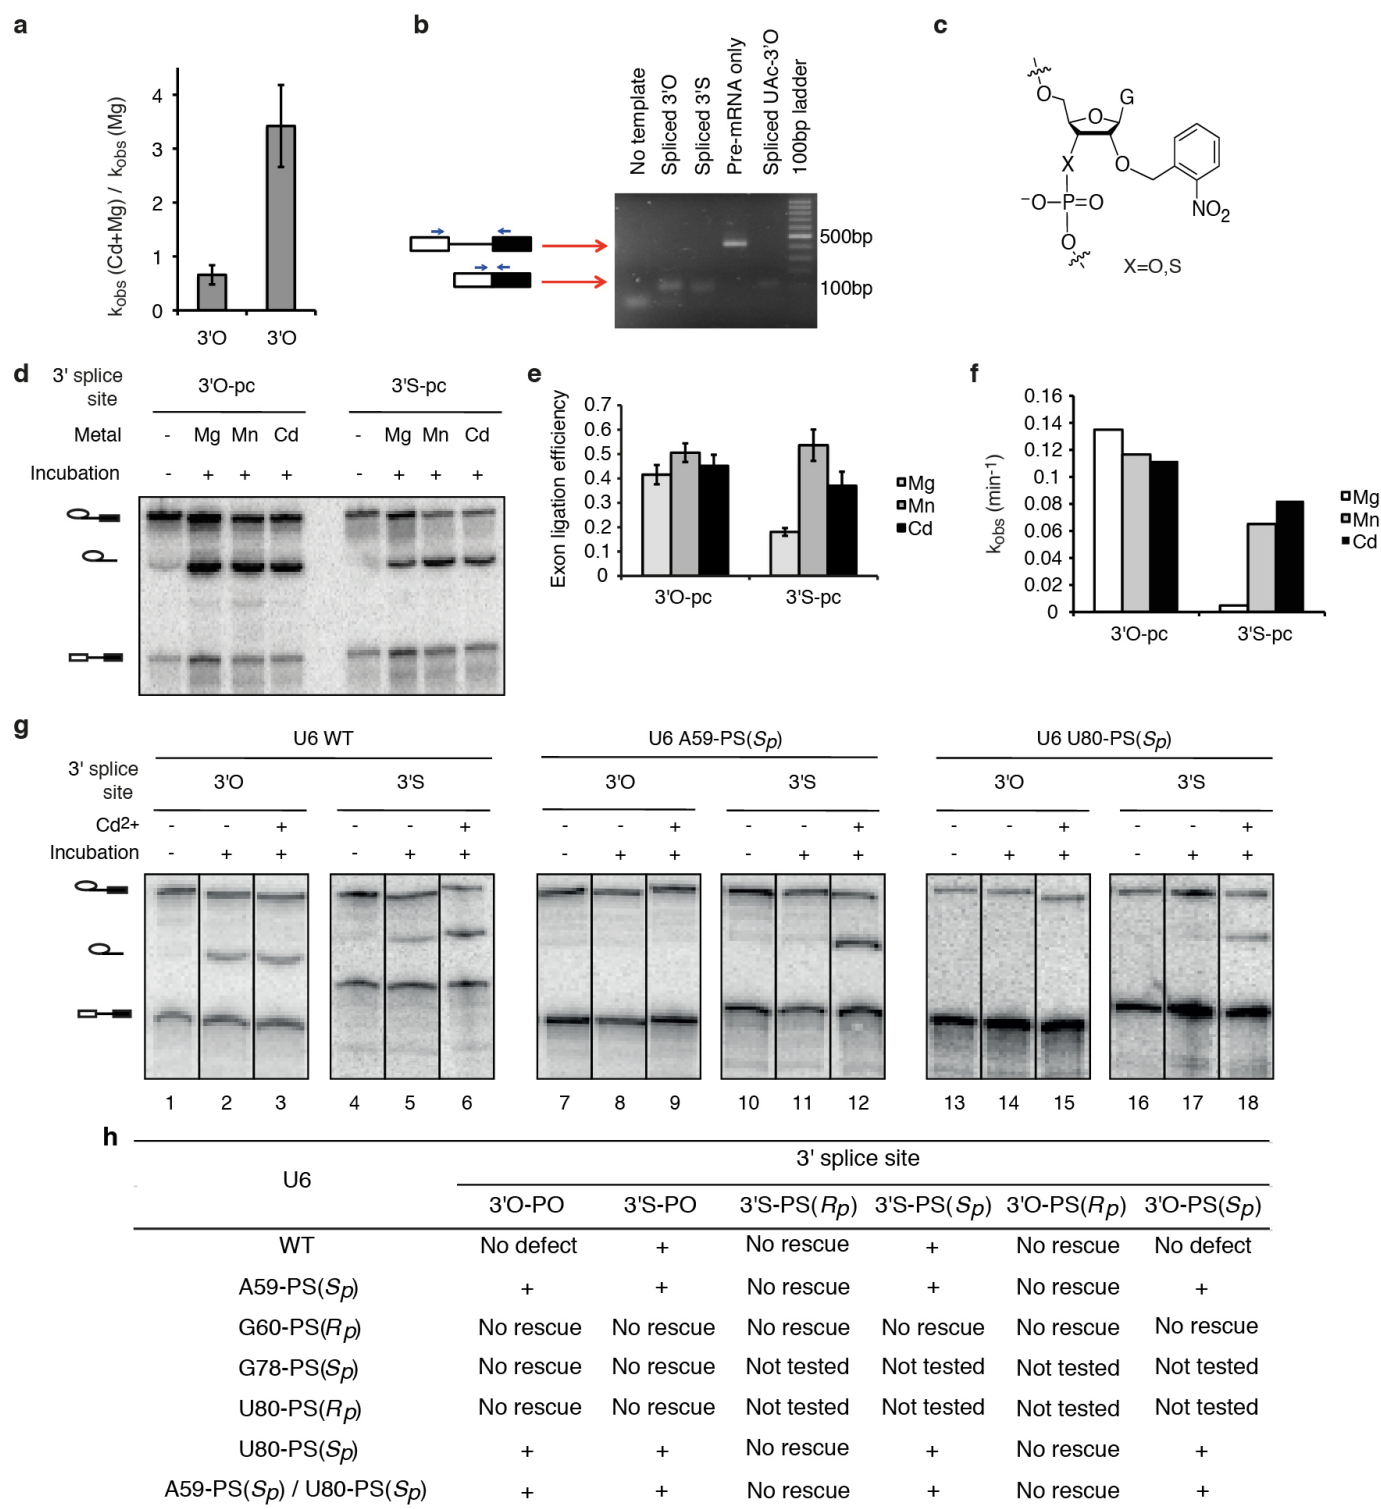 a
kobs (Cd+Mg) / kobs (Mg)
4
3
2
1
0
3'O
3'O
b
No template
Spliced 3'O
Spliced 3'S
Pre-mRNA only
Spliced UAc-3'O
100bp ladder
500bp
100bp
c
O
O
G
X
O
⁻O–P=O
O
NO2
X=O,S
d
3' splice site
3'O-pc
3'S-pc
Metal
- Mg Mn Cd
- Mg Mn Cd
Incubation
- + + +
- + + +
e
Exon ligation efficiency
0.7
0.6
0.5
0.4
0.3
0.2
0.1
0
3'O-pc
3'S-pc
Mg
Mn
Cd
f
kobs (min-1)
0.16
0.14
0.12
0.1
0.08
0.06
0.04
0.02
0
3'O-pc
3'S-pc
Mg
Mn
Cd
g
U6 WT
U6 A59-PS(Sp)
U6 U80-PS(Sp)
3' splice site
3'O
3'S
3'O
3'S
3'O
3'S
Cd2+
- - + - - + - - + - - + - - + - - +
Incubation
- + + - + + - + + - + + - + + - + +
1 2 3 4 5 6 7 8 9 10 11 12 13 14 15 16 17 18
h
U6
3' splice site
3'O-PO 3'S-PO 3'S-PS(Rp) 3'S-PS(Sp) 3'O-PS(Rp) 3'O-PS(Sp)
WT No defect + No rescue + No rescue No defect
A59-PS(Sp) + + No rescue + No rescue +
G60-PS(Rp) No rescue No rescue No rescue No rescue No rescue No rescue
G78-PS(Sp) No rescue No rescue Not tested Not tested Not tested Not tested
U80-PS(Rp) No rescue No rescue Not tested Not tested Not tested Not tested
U80-PS(Sp) + + No rescue + No rescue +
A59-PS(Sp) / U80-PS(Sp) + + No rescue + No rescue +